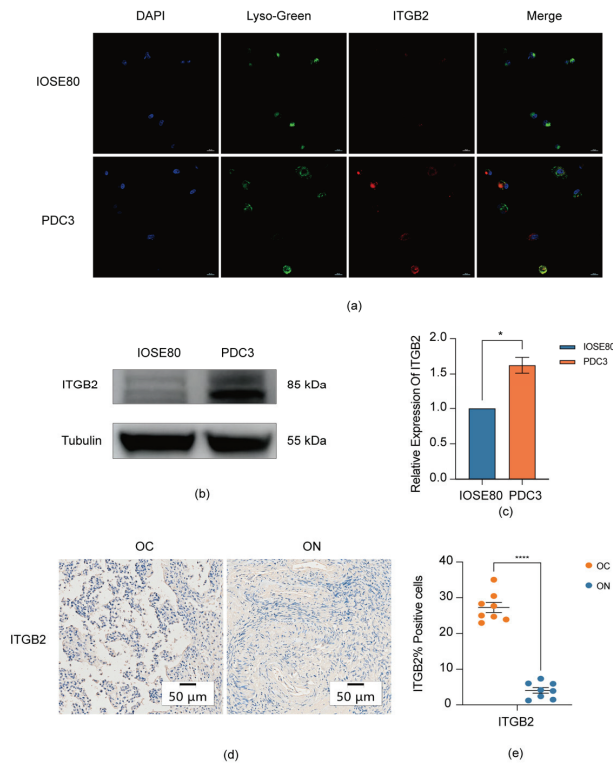 DAPI Lyso-Green ITGB2 Merge
IOSE80
PDC3
(a)
IOSE80 PDC3
ITGB2 85 kDa
Tubulin 55 kDa
(b)
Relative Expression Of ITGB2
2.0
1.5
1.0
0.5
0.0
*
IOSE80 PDC3
IOSE80
PDC3
(c)
OC ON
ITGB2
50 μm 50 μm
(d)
ITGB2% Positive cells
40
30
20
10
0
****
ITGB2
OC
ON
(e)